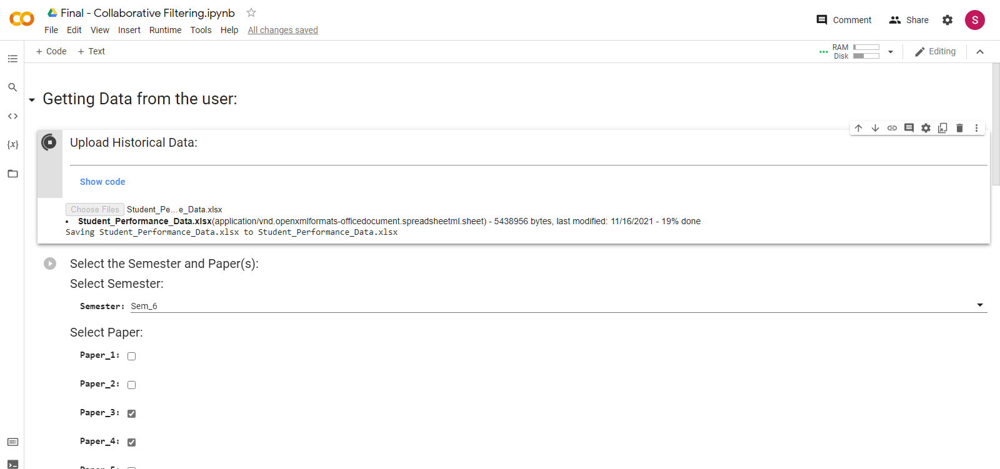 Final - Collaborative Filtering.ipynb
File Edit View Insert Runtime Tools Help All changes saved
Comment Share S
+ Code + Text
RAM
Disk
Editing
Getting Data from the user:
{x}
Upload Historical Data:
Show code
Choose Files Student_Pe...e_Data.xlsx
• Student_Performance_Data.xlsx(application/vnd.openxmlformats-officedocument.spreadsheetml.sheet) - 5438956 bytes, last modified: 11/16/2021 - 19% done
Saving Student_Performance_Data.xlsx to Student_Performance_Data.xlsx
Select the Semester and Paper(s):
Select Semester:
Semester: Sem_6
Select Paper:
Paper_1:
Paper_2:
Paper_3:
Paper_4:
Paper_5: